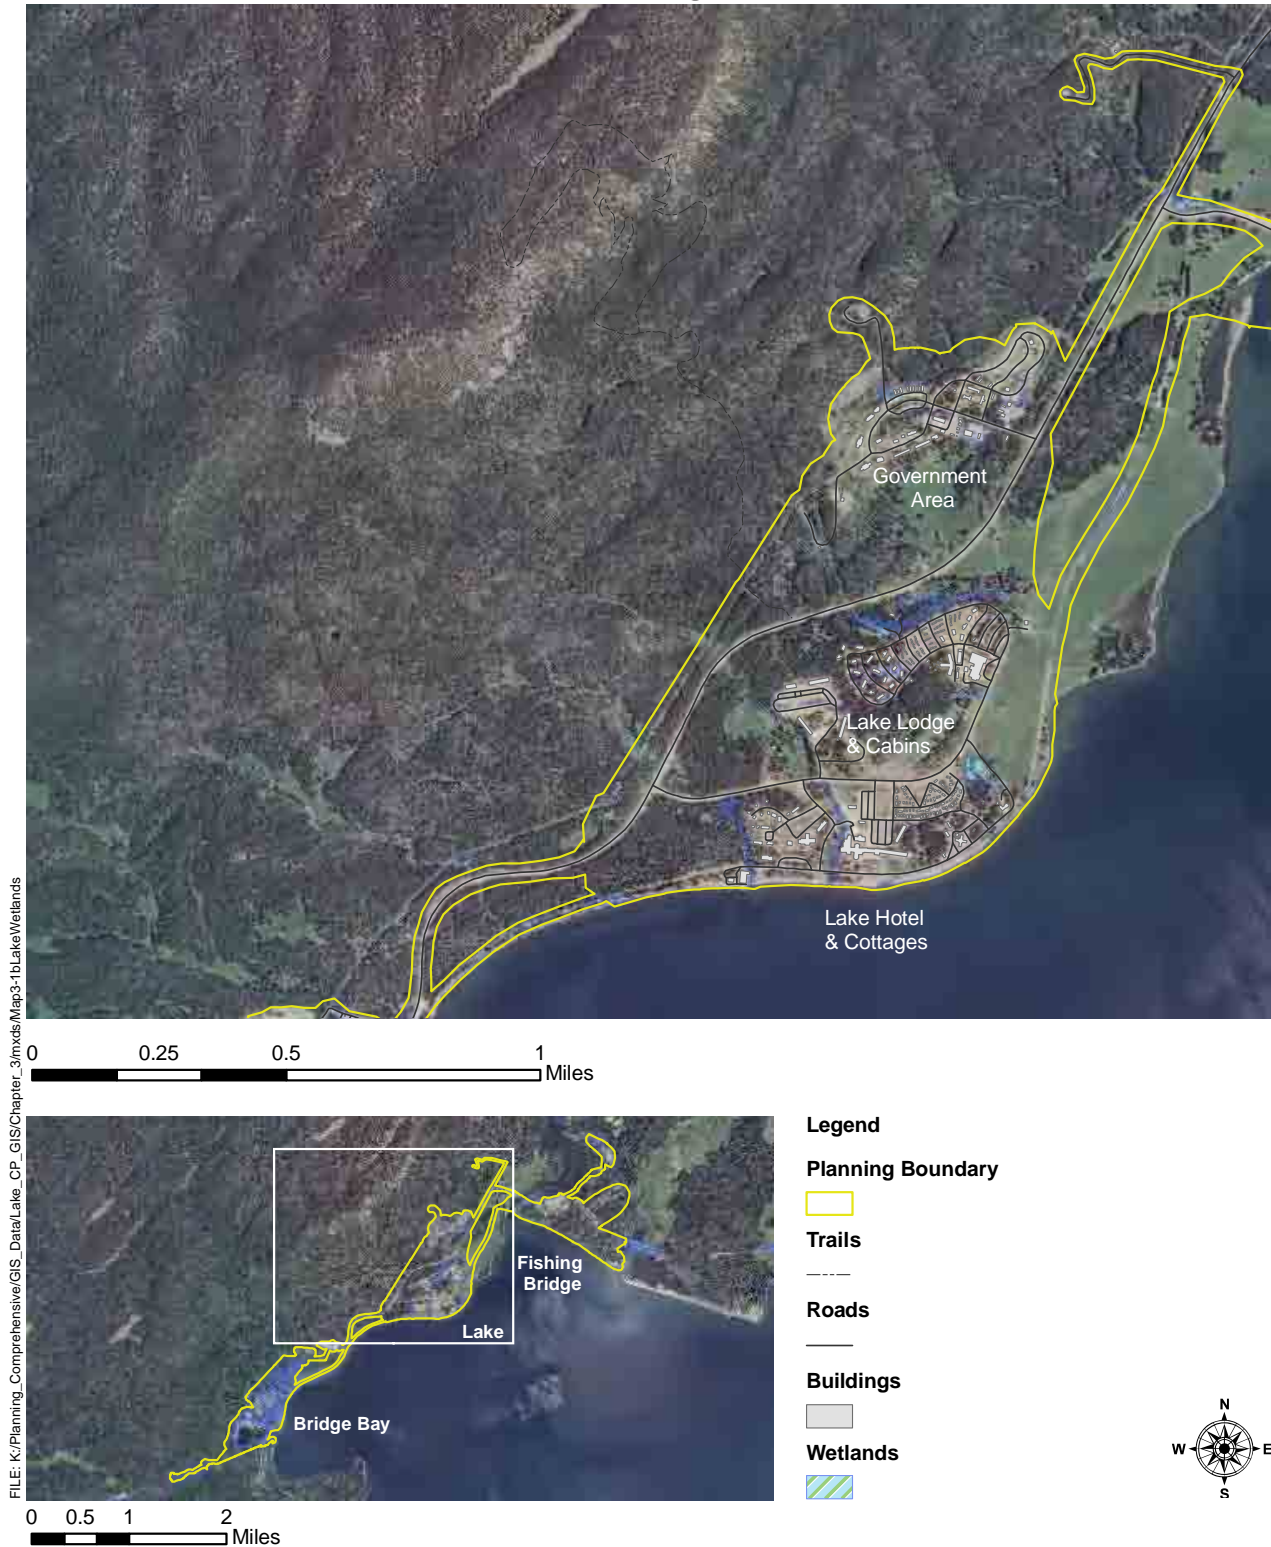 Government
Area
Lake Lodge
& Cabins
Lake Hotel
& Cottages
FILE: K:/Planning_Comprehensive/GIS_Data/Lake_CP_GIS/Chapter_3/mxds/Map3-1bLakeWetlands
0 0.25 0.5 1
Miles
Fishing
Bridge
Lake
Bridge Bay
0 0.5 1 2
Miles
Legend
Planning Boundary
Trails
Roads
Buildings
Wetlands
N
W E
S